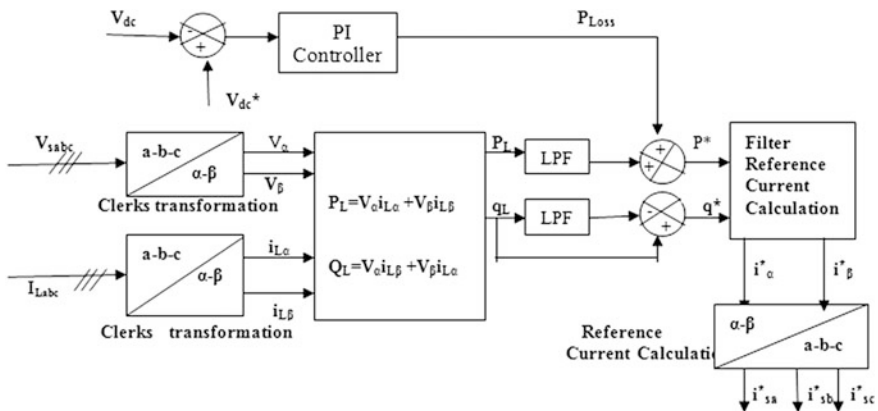 V_dc
-
+
V_dc*
PI
Controller
P_Loss
V_sabc
a-b-c
α-β
Clerks transformation
V_α
V_β
I_Labc
a-b-c
α-β
Clerks transformation
i_Lα
i_Lβ
P_L=V_αi_Lα+V_βi_Lβ
Q_L=V_αi_Lβ+V_βi_Lα
P_L
LPF
+
+
P*
q_L
LPF
-
+
q*
Filter
Reference
Current
Calculation
i*_α
i*_β
Reference
Current Calculatio
α-β
a-b-c
i*_sa
i*_sb
i*_sc